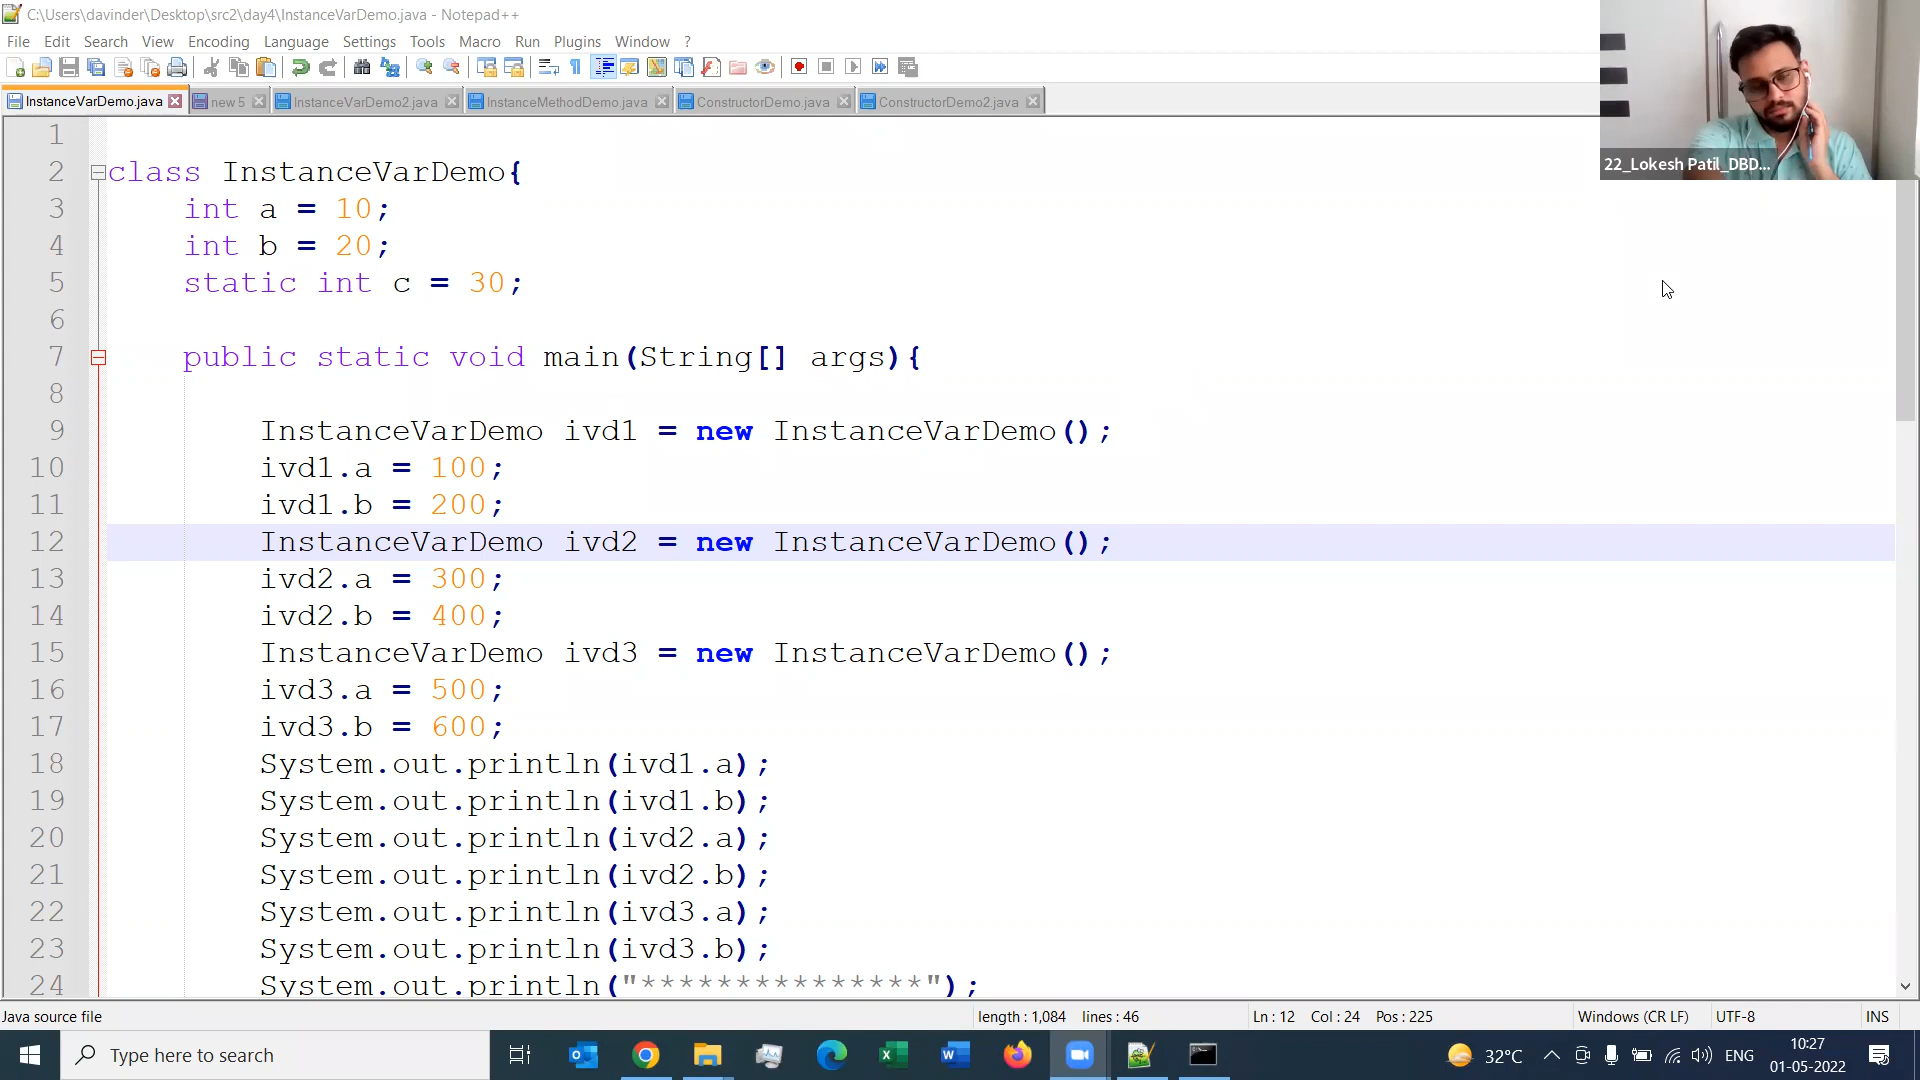 C:\Users\davinder\Desktop\src2\day4\InstanceVarDemo.java - Notepad++
File Edit Search View Encoding Language Settings Tools Macro Run Plugins Window ?
InstanceVarDemo.java new 5 InstanceVarDemo2.java InstanceMethodDemo.java ConstructorDemo.java ConstructorDemo2.java
22_Lokesh Patil_DBD...
1
2 class InstanceVarDemo{
3 int a = 10;
4 int b = 20;
5 static int c = 30;
6
7 public static void main(String[] args){
8
9 InstanceVarDemo ivd1 = new InstanceVarDemo();
10 ivd1.a = 100;
11 ivd1.b = 200;
12 InstanceVarDemo ivd2 = new InstanceVarDemo();
13 ivd2.a = 300;
14 ivd2.b = 400;
15 InstanceVarDemo ivd3 = new InstanceVarDemo();
16 ivd3.a = 500;
17 ivd3.b = 600;
18 System.out.println(ivd1.a);
19 System.out.println(ivd1.b);
20 System.out.println(ivd2.a);
21 System.out.println(ivd2.b);
22 System.out.println(ivd3.a);
23 System.out.println(ivd3.b);
24 System.out.println("***************");
Java source file length : 1,084 lines : 46 Ln : 12 Col : 24 Pos : 225 Windows (CR LF) UTF-8 INS
Type here to search 32°C ENG 10:27
01-05-2022